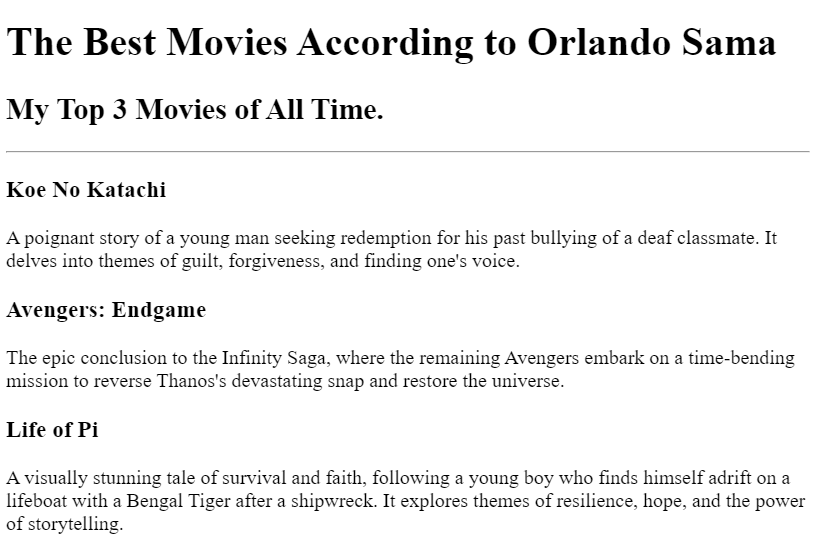 The Best Movies According to Orlando Sama
My Top 3 Movies of All Time.
Koe No Katachi
A poignant story of a young man seeking redemption for his past bullying of a deaf classmate. It
delves into themes of guilt, forgiveness, and finding one's voice.
Avengers: Endgame
The epic conclusion to the Infinity Saga, where the remaining Avengers embark on a time-bending
mission to reverse Thanos's devastating snap and restore the universe.
Life of Pi
A visually stunning tale of survival and faith, following a young boy who finds himself adrift on a
lifeboat with a Bengal Tiger after a shipwreck. It explores themes of resilience, hope, and the power
of storytelling.